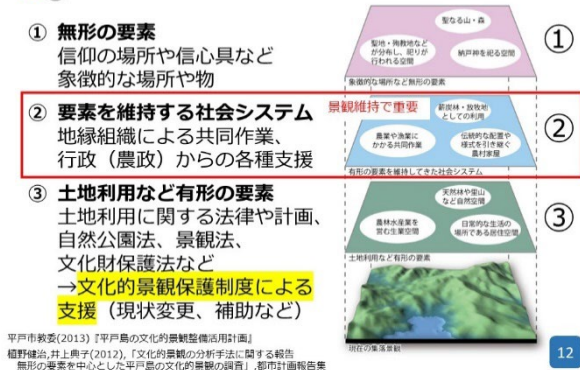 ① 無形の要素
信仰の場所や信心具など
象徴的な場所や物
② 要素を維持する社会システム
地縁組織による共同作業、
行政（農政）からの各種支援
③ 土地利用など有形の要素
土地利用に関する法律や計画、
自然公園法、景観法、
文化財保護法など
→文化的景観保護制度による
支援（現状変更、補助など）
聖なる山・森
聖地・殉教地など
が分布し、祀りが
行われる空間
納戸神を祀る空間
象徴的な場所など無形の要素
①
景観維持で重要
薪炭林・放牧地
としての利用
農業や漁業に
かかる共同作業
伝統的な配置や
様式を引き継ぐ
農村家屋
有形の要素を維持してきた社会システム
②
天然林や里山
など自然空間
農林水産業を
営む生業空間
日常的な生活の
場所である居住空間
土地利用など有形の要素
③
現在の集落景観
平戸市教委(2013)『平戸島の文化的景観整備活用計画』
植野健治,井上典子(2012),「文化的景観の分析手法に関する報告
無形の要素を中心とした平戸島の文化的景観の調査」,都市計画報告集
12